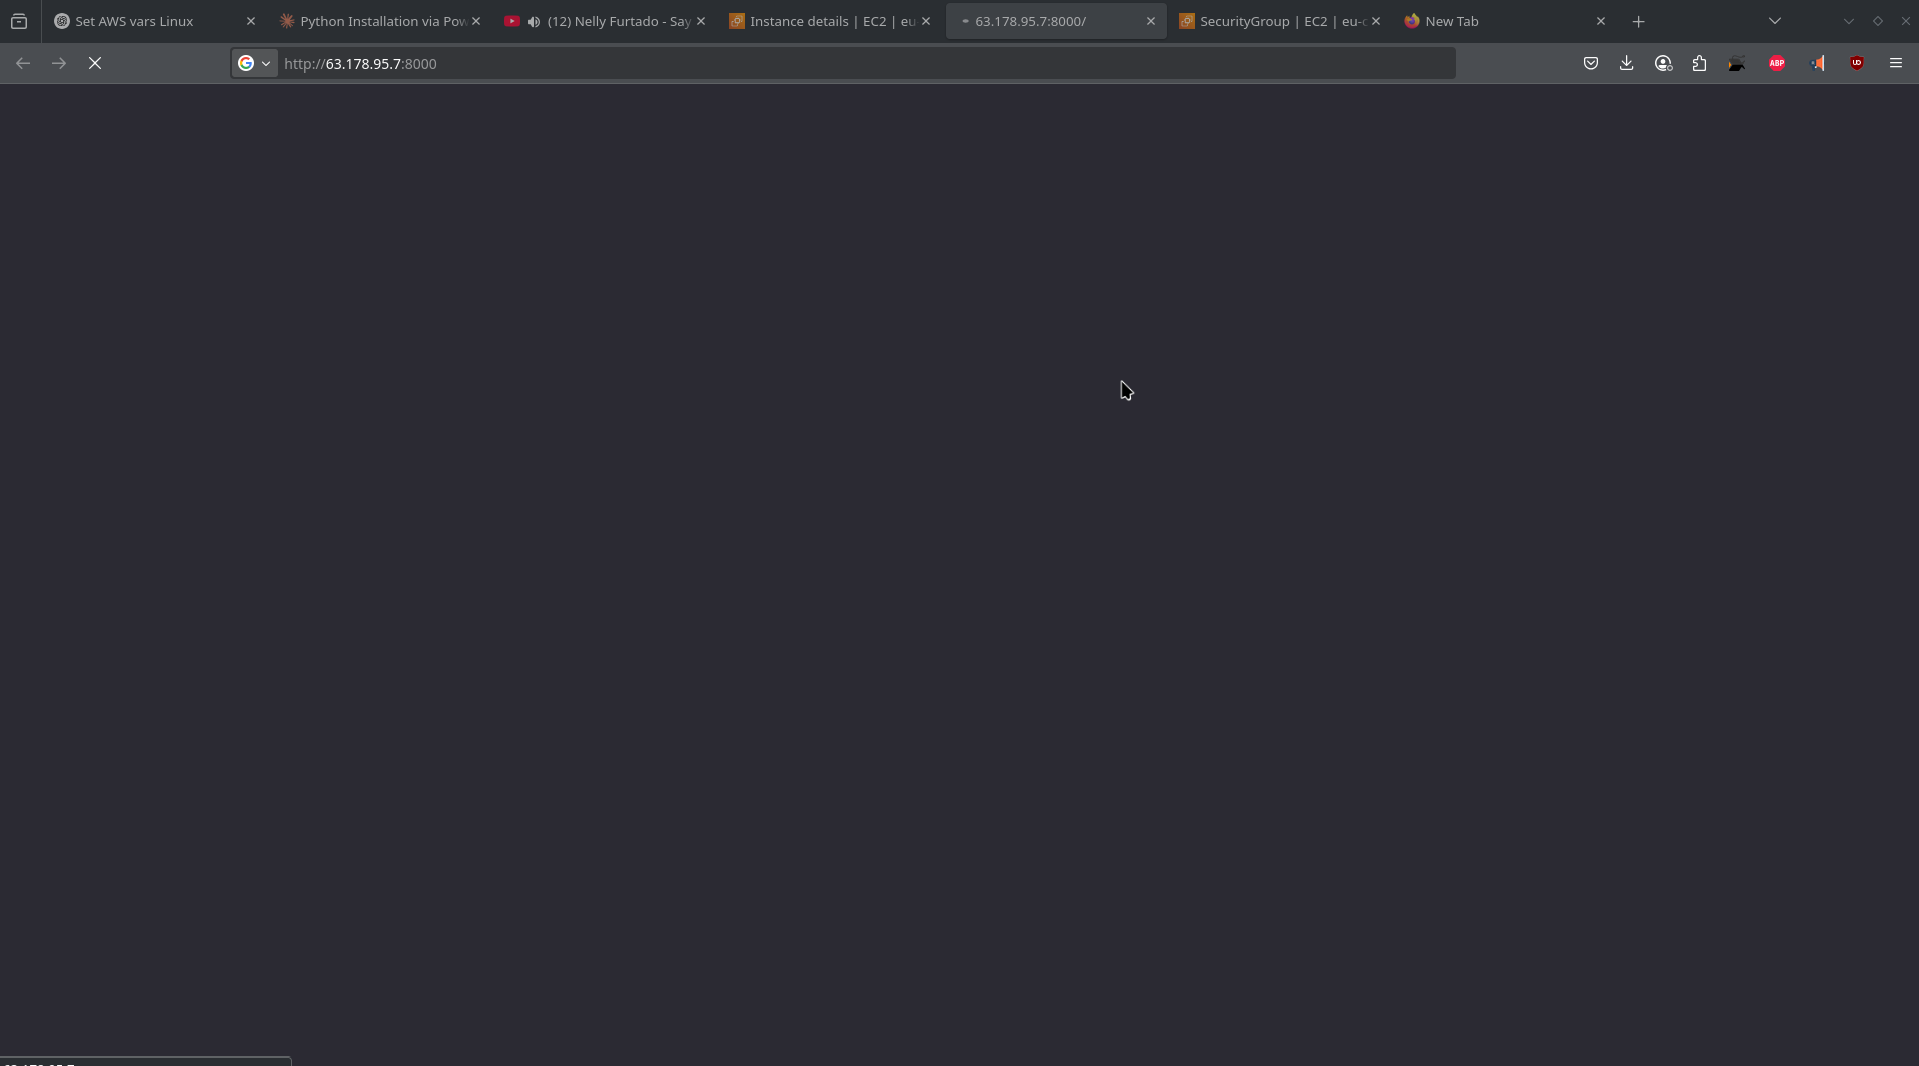 Set AWS vars Linux
Python Installation via Pow
(12) Nelly Furtado - Say
Instance details | EC2 | eu
63.178.95.7:8000/
SecurityGroup | EC2 | eu-c
New Tab
http://63.178.95.7:8000
ABP